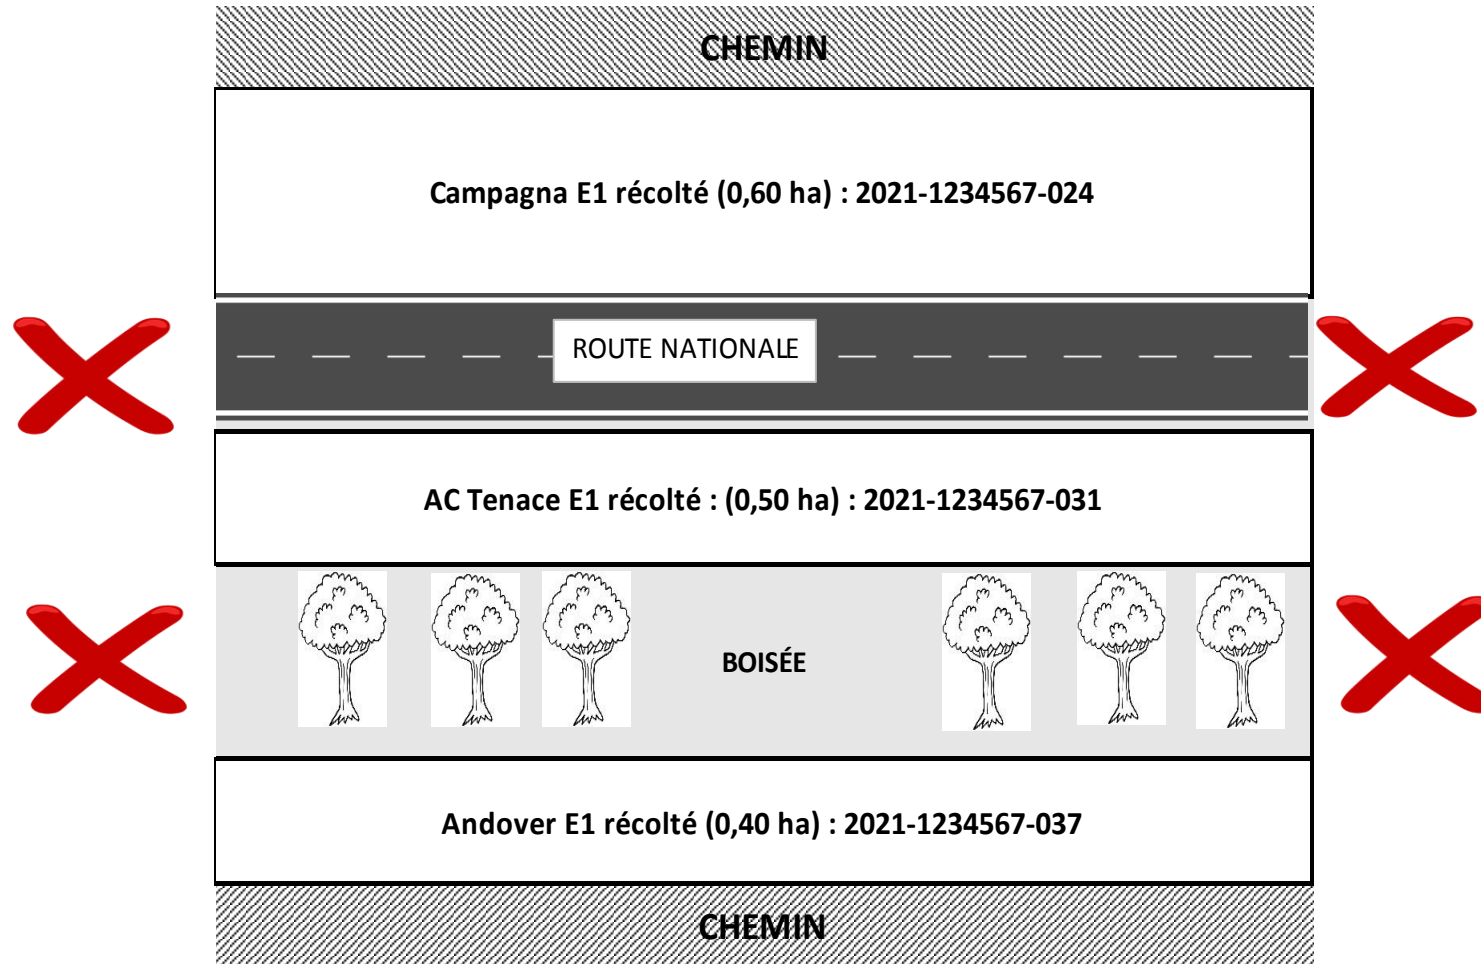 CHEMIN
Campagna E1 récolté (0,60 ha) : 2021-1234567-024
ROUTE NATIONALE
AC Tenace E1 récolté : (0,50 ha) : 2021-1234567-031
BOISÉE
Andover E1 récolté (0,40 ha) : 2021-1234567-037
CHEMIN